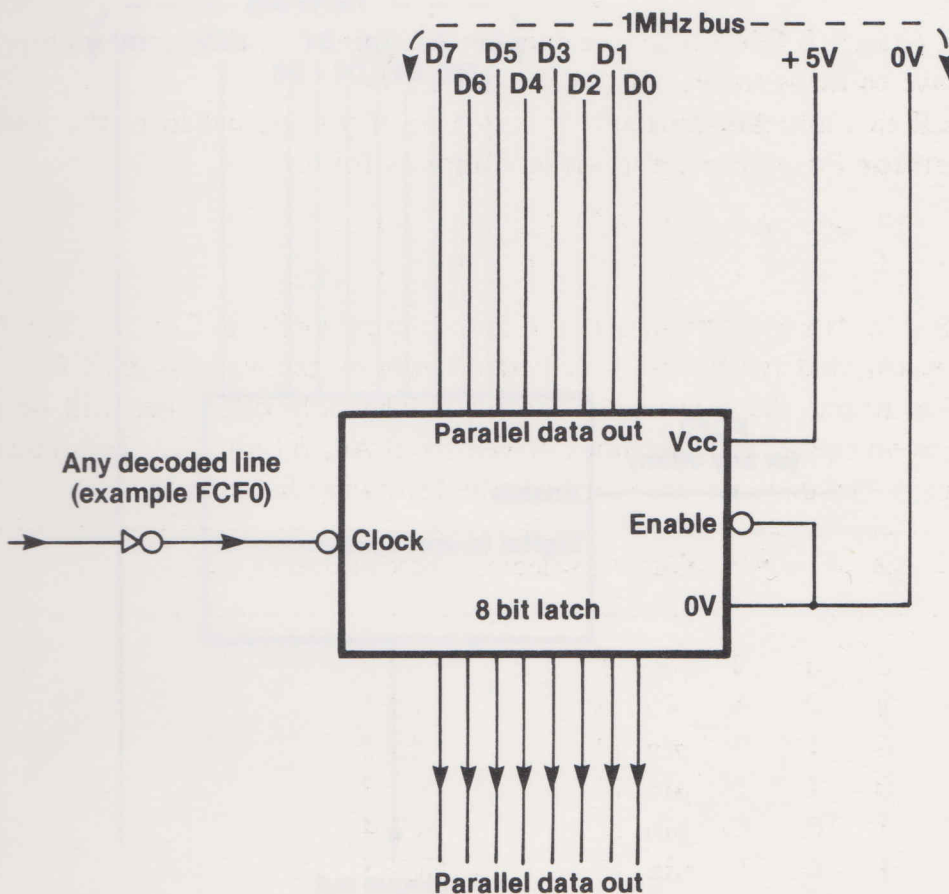 1MHz bus
D7 D5 D3 D1 + 5V 0V
D6 D4 D2 D0
Parallel data out
Vcc
Any decoded line
(example FCF0)
Clock
Enable
8 bit latch
0V
Parallel data out